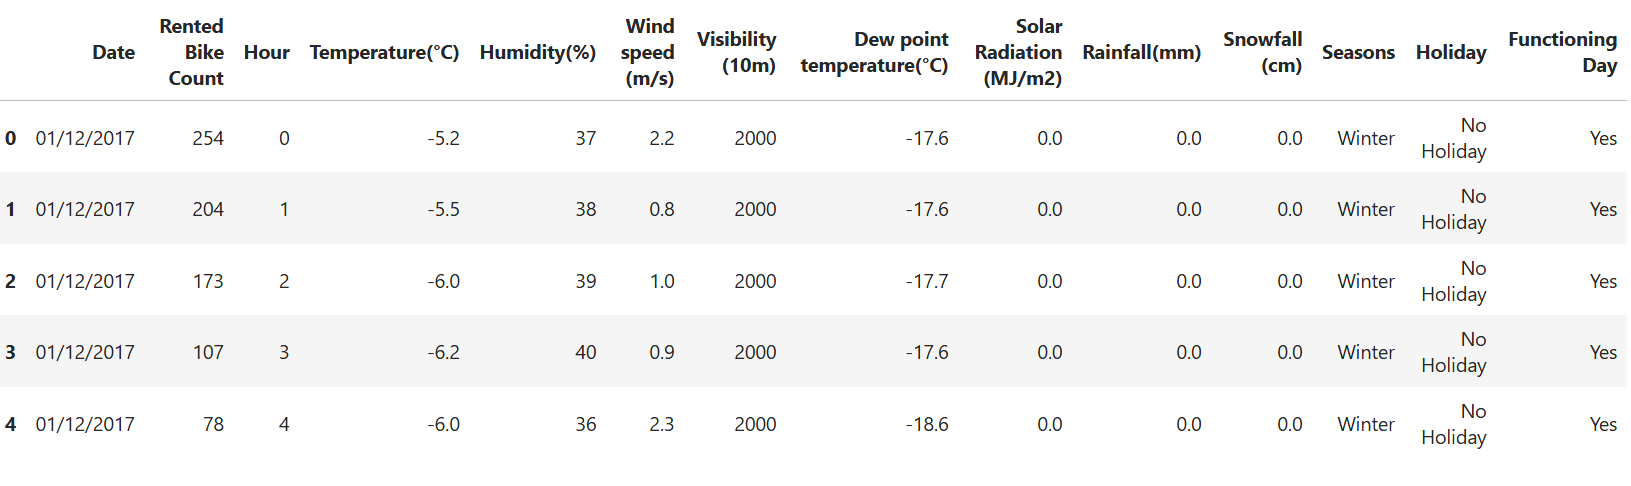 Date Rented Bike Count Hour Temperature(°C) Humidity(%) Wind speed (m/s) Visibility (10m) Dew point temperature(°C) Solar Radiation (MJ/m2) Rainfall(mm) Snowfall (cm) Seasons Holiday Functioning Day
0 01/12/2017 254 0 -5.2 37 2.2 2000 -17.6 0.0 0.0 0.0 Winter No Holiday Yes
1 01/12/2017 204 1 -5.5 38 0.8 2000 -17.6 0.0 0.0 0.0 Winter No Holiday Yes
2 01/12/2017 173 2 -6.0 39 1.0 2000 -17.7 0.0 0.0 0.0 Winter No Holiday Yes
3 01/12/2017 107 3 -6.2 40 0.9 2000 -17.6 0.0 0.0 0.0 Winter No Holiday Yes
4 01/12/2017 78 4 -6.0 36 2.3 2000 -18.6 0.0 0.0 0.0 Winter No Holiday Yes